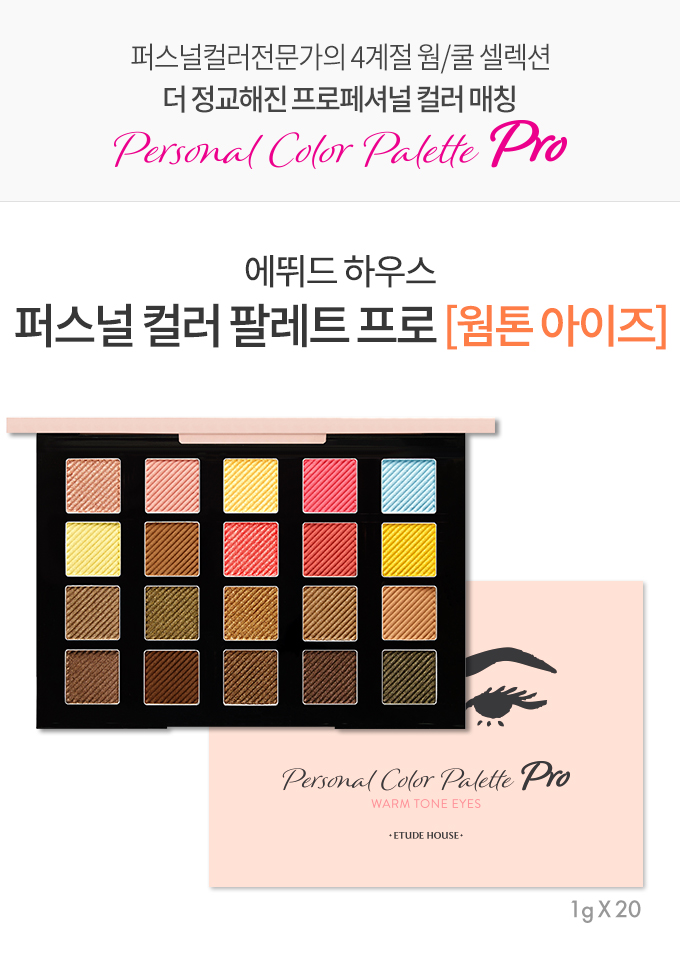 퍼스널컬러전문가의 4계절 웜/쿨 셀렉션
더 정교해진 프로페셔널 컬러 매칭
Personal Color Palette Pro
에뛰드 하우스
퍼스널 컬러 팔레트 프로 [웜톤 아이즈]
Personal Color Palette Pro
WARM TONE EYES
·ETUDE HOUSE·
1g X 20